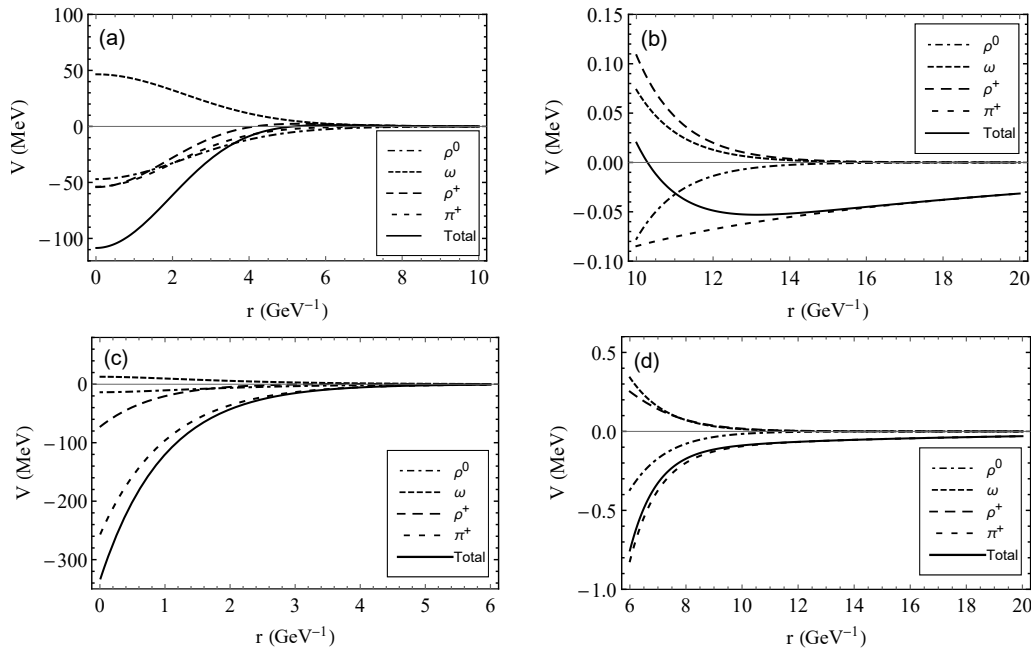 (a)
100
50
0
−50
−100
V (MeV)
0 2 4 6 8 10
r (GeV⁻¹)
ρ⁰
ω
ρ⁺
π⁺
Total
(b)
0.15
0.10
0.05
0.00
−0.05
−0.10
V (MeV)
10 12 14 16 18 20
r (GeV⁻¹)
ρ⁰
ω
ρ⁺
π⁺
Total
(c)
0
−100
−200
−300
V (MeV)
0 1 2 3 4 5 6
r (GeV⁻¹)
ρ⁰
ω
ρ⁺
π⁺
Total
(d)
0.5
0.0
−0.5
−1.0
V (MeV)
6 8 10 12 14 16 18 20
r (GeV⁻¹)
ρ⁰
ω
ρ⁺
π⁺
Total